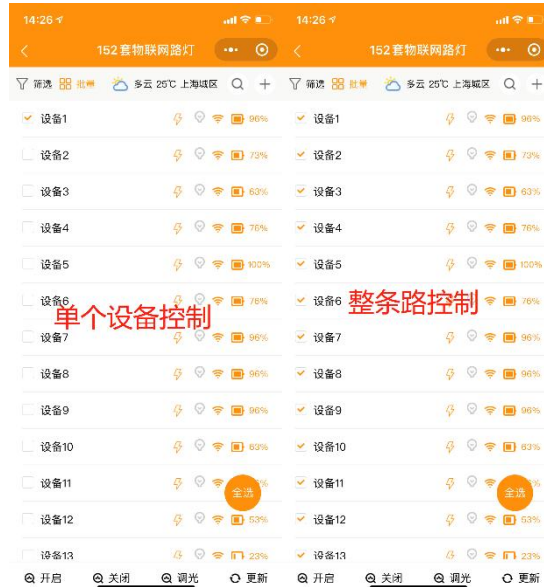 14:26
152套物联网路灯
筛选 批量 多云 25℃ 上海城区
设备1 96%
设备2 73%
设备3 63%
设备4 76%
设备5 100%
设备6 76%
单个设备控制
设备7 96%
设备8 96%
设备9 96%
设备10 63%
设备11
全选
设备12 53%
设备13 23%
开启 关闭 调光 更新
14:26
152套物联网路灯
筛选 批量 多云 25℃ 上海城区
设备1 96%
设备2 73%
设备3 63%
设备4 76%
设备5 100%
设备6 76%
整条路控制
设备7 96%
设备8 96%
设备9 96%
设备10 63%
设备11
全选
设备12 53%
设备13 23%
开启 关闭 调光 更新